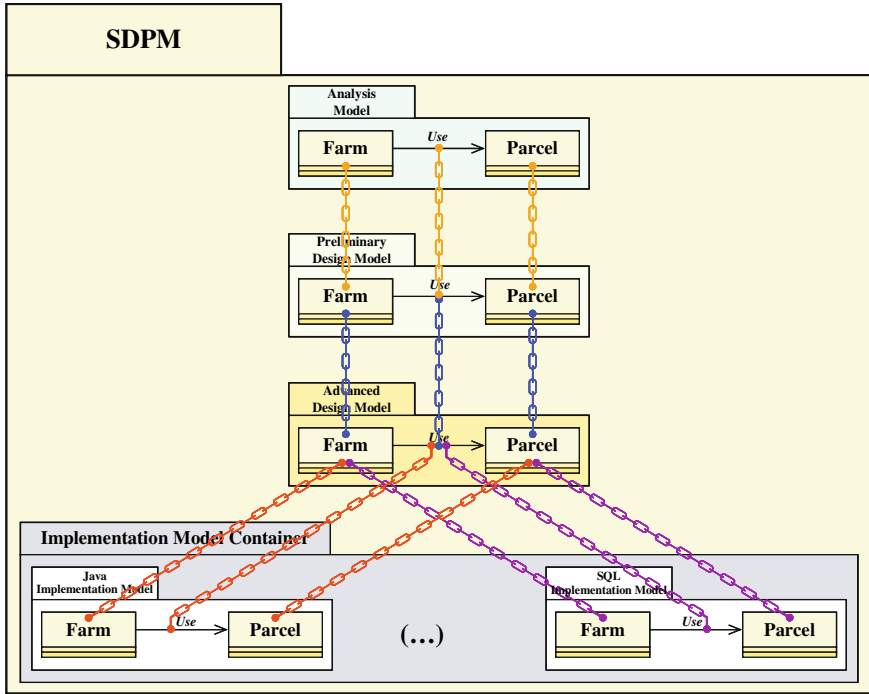 SDPM
Analysis
Model
Use
Farm
Parcel
Preliminary
Design Model
Farm
Use
Parcel
Advanced
Design Model
Farm
Use
Parcel
Implementation Model Container
Java
Implementation Model
Farm
Use
Parcel
(...)
SQL
Implementation Model
Farm
Use
Parcel